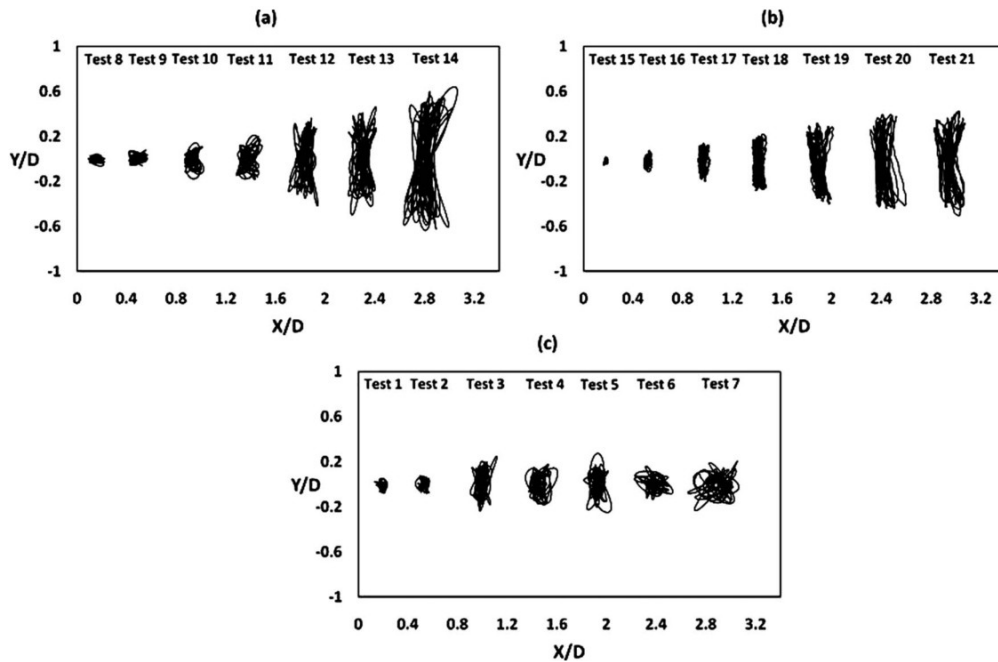 (a)
1
Test 8 Test 9 Test 10 Test 11 Test 12 Test 13 Test 14
0.6
0.2
Y/D
-0.2
-0.6
-1
0 0.4 0.8 1.2 1.6 2 2.4 2.8 3.2
X/D
(b)
1
Test 15 Test 16 Test 17 Test 18 Test 19 Test 20 Test 21
0.6
0.2
Y/D
-0.2
-0.6
-1
0 0.4 0.8 1.2 1.6 2 2.4 2.8 3.2
X/D
(c)
1
Test 1 Test 2 Test 3 Test 4 Test 5 Test 6 Test 7
0.6
0.2
Y/D
-0.2
-0.6
-1
0 0.4 0.8 1.2 1.6 2 2.4 2.8 3.2
X/D